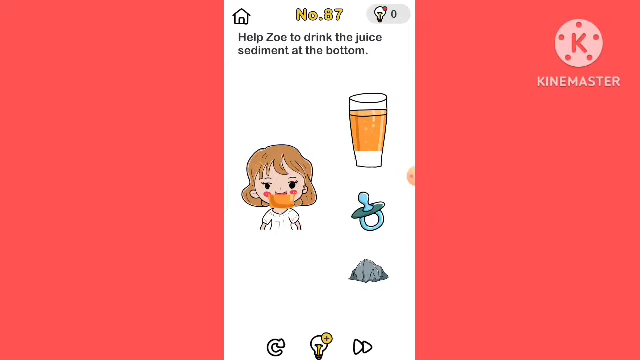 No.87
0
Help Zoe to drink the juice
sediment at the bottom.
K
KINEMASTER